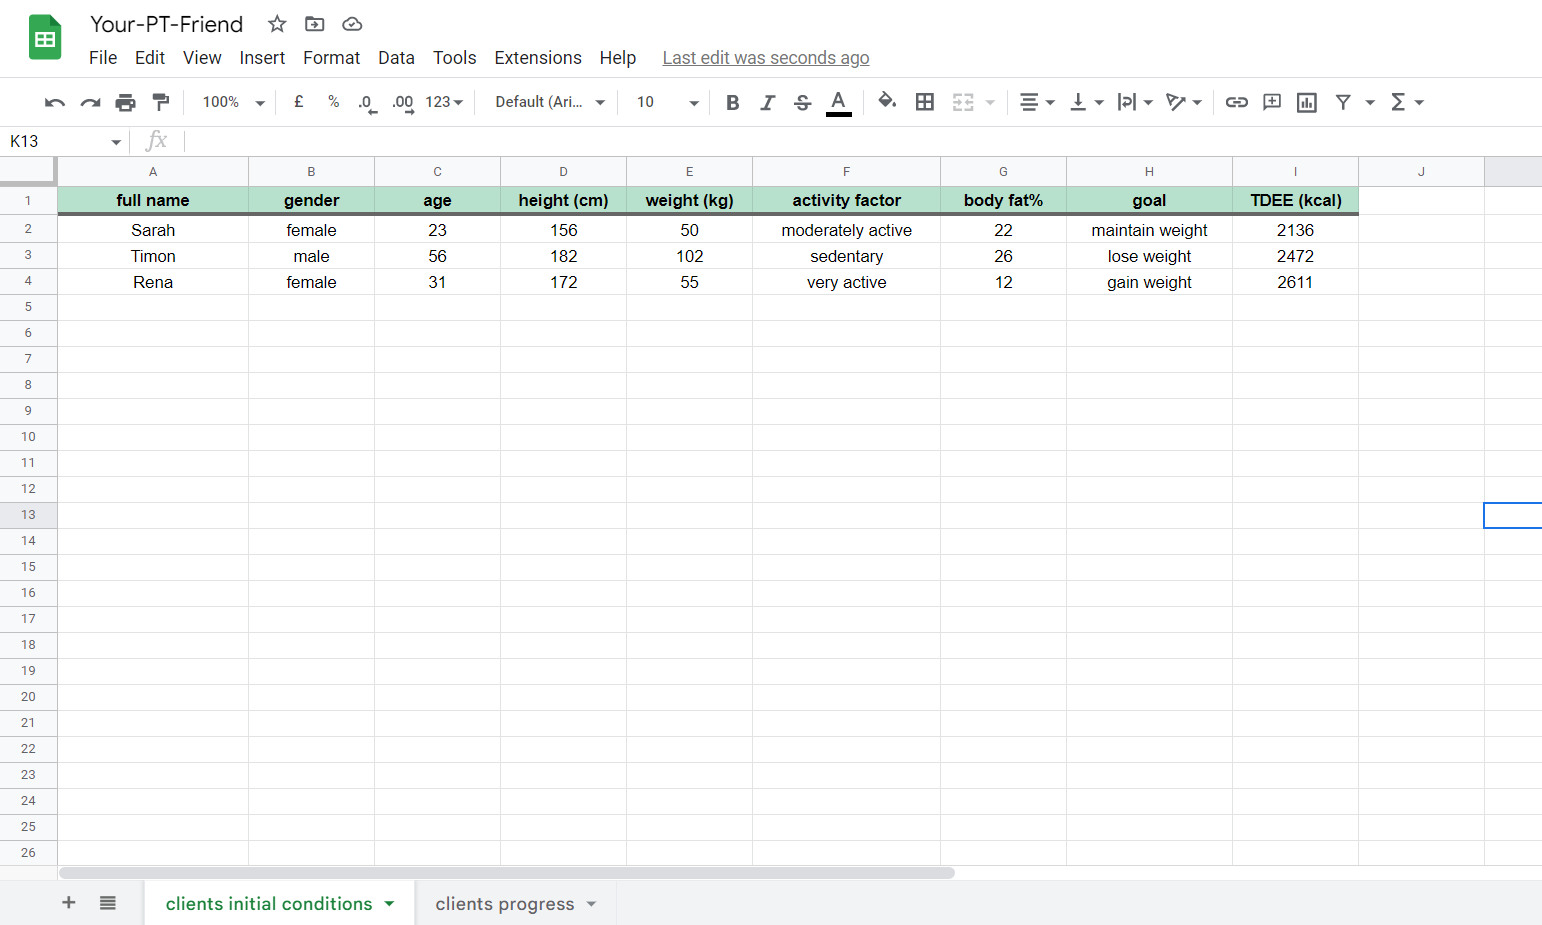 Your-PT-Friend
File Edit View Insert Format Data Tools Extensions Help Last edit was seconds ago
100% £ % .0 .00 123 Default (Ari... 10 B I S A Σ
K13 fx
A B C D E F G H I J
1 full name gender age height (cm) weight (kg) activity factor body fat% goal TDEE (kcal)
2 Sarah female 23 156 50 moderately active 22 maintain weight 2136
3 Timon male 56 182 102 sedentary 26 lose weight 2472
4 Rena female 31 172 55 very active 12 gain weight 2611
5
6
7
8
9
10
11
12
13
14
15
16
17
18
19
20
21
22
23
24
25
26
+ clients initial conditions clients progress